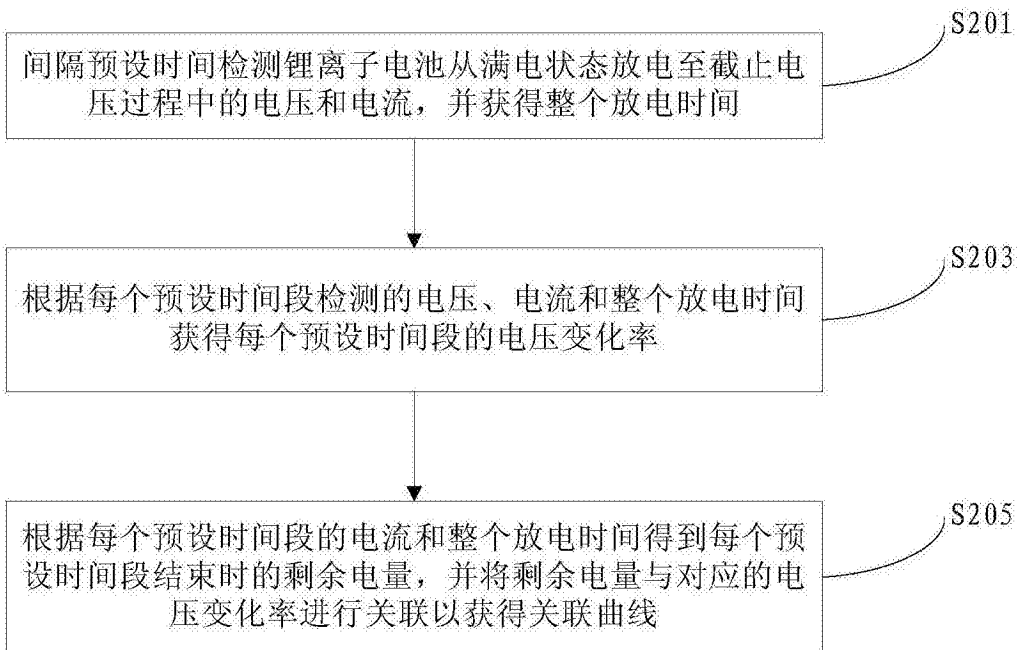 S201
间隔预设时间检测锂离子电池从满电状态放电至截止电
压过程中的电压和电流，并获得整个放电时间
S203
根据每个预设时间段检测的电压、电流和整个放电时间
获得每个预设时间段的电压变化率
S205
根据每个预设时间段的电流和整个放电时间得到每个预
设时间段结束时的剩余电量，并将剩余电量与对应的电
压变化率进行关联以获得关联曲线